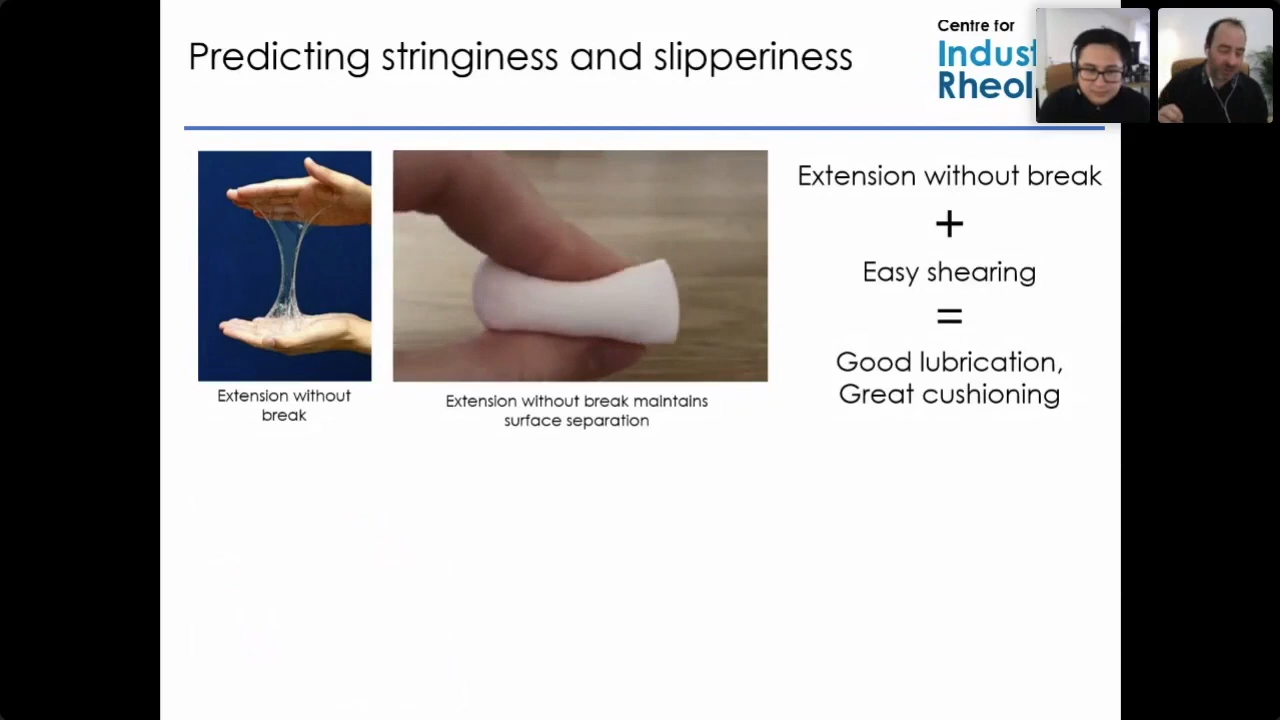 Predicting stringiness and slipperiness
Centre for
Indust
Rheol
Extension without break
+
Easy shearing
=
Good lubrication,
Great cushioning
Extension without
break
Extension without break maintains
surface separation